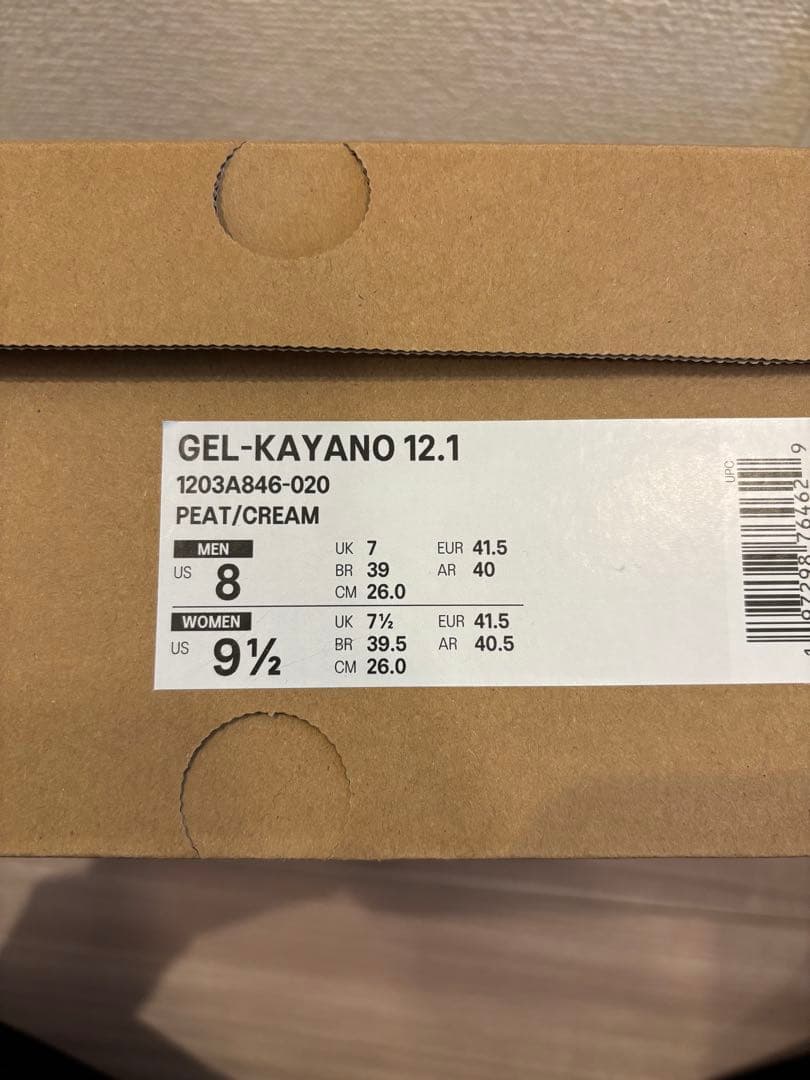 GEL-KAYANO 12.1
1203A846-020
PEAT/CREAM
MEN
US 8
UK 7 EUR 41.5
BR 39 AR 40
CM 26.0
WOMEN
US 9½
UK 7½ EUR 41.5
BR 39.5 AR 40.5
CM 26.0
UPC